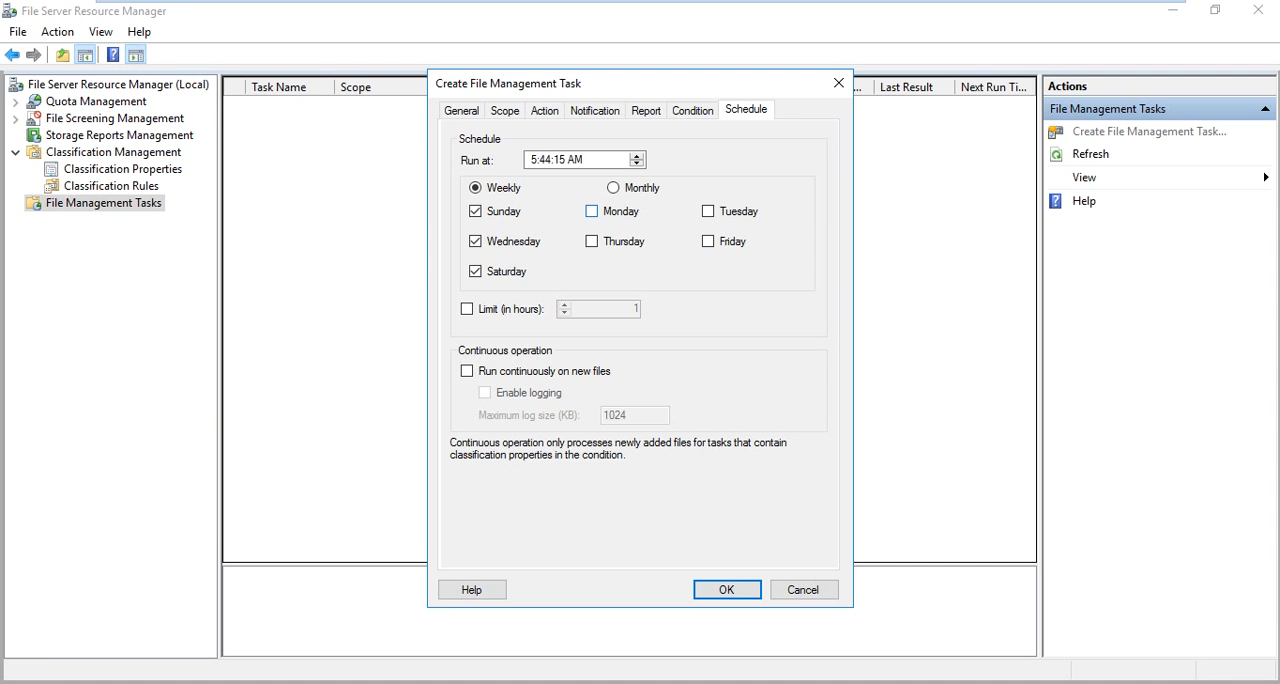 File Server Resource Manager
File Action View Help
File Server Resource Manager (Local)
Quota Management
File Screening Management
Storage Reports Management
Classification Management
Classification Properties
Classification Rules
File Management Tasks
Task Name Scope ... Last Result Next Run Ti...
Create File Management Task
General Scope Action Notification Report Condition Schedule
Schedule
Run at: 5:44:15 AM
Weekly Monthly
Sunday Monday Tuesday
Wednesday Thursday Friday
Saturday
Limit (in hours): 1
Continuous operation
Run continuously on new files
Enable logging
Maximum log size (KB): 1024
Continuous operation only processes newly added files for tasks that contain
classification properties in the condition.
Help OK Cancel
Actions
File Management Tasks
Create File Management Task...
Refresh
View
Help